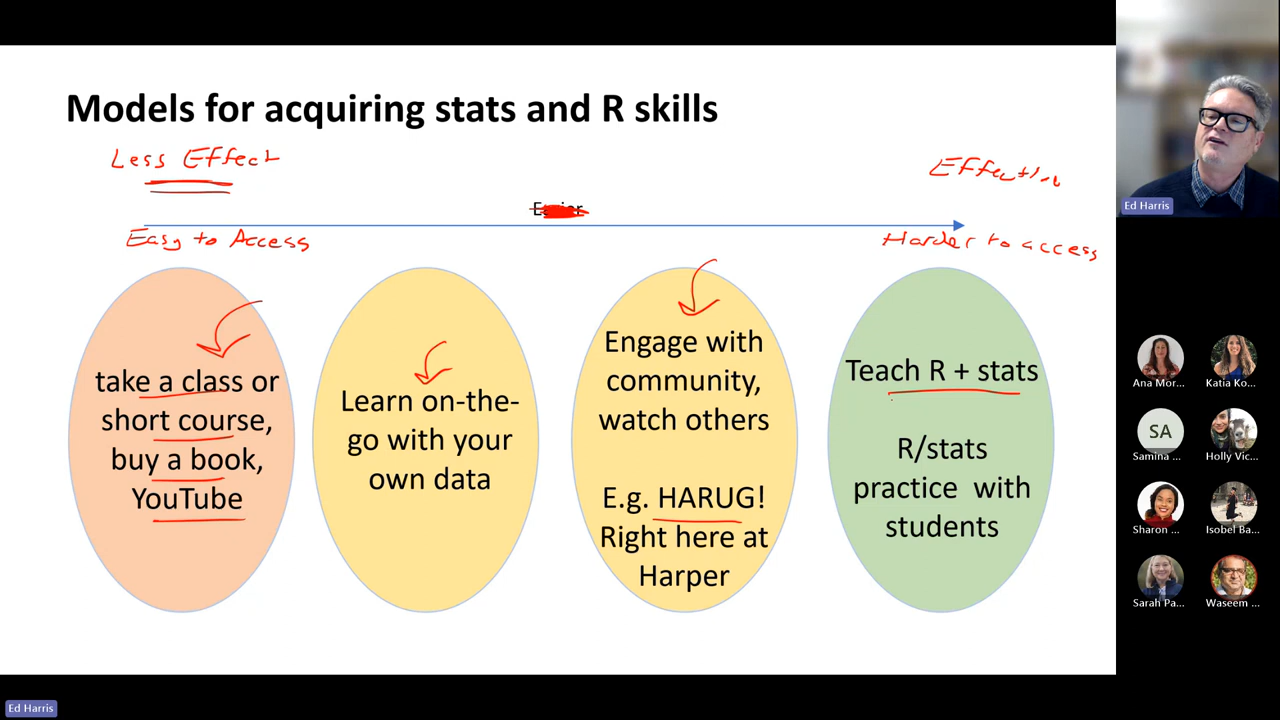 Models for acquiring stats and R skills
Less Effect
Effective
Easy to Access
Harder to access
take a class or
short course,
buy a book,
YouTube
Learn on-the-
go with your
own data
Engage with
community,
watch others
E.g. HARUG!
Right here at
Harper
Teach R + stats
R/stats
practice with
students
Ed Harris
Ana Mor...
Katia Ko...
SA
Samina ...
Holly Vic...
Sharon ...
Isobel Ba...
Sarah Pa...
Waseem ...
Ed Harris